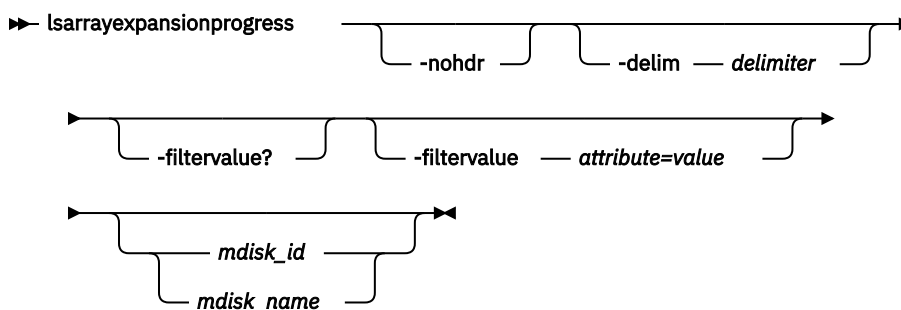 lsarrayexpansionprogress
-nohdr -delim delimiter
-filtervalue? -filtervalue attribute=value
mdisk_id
mdisk_name